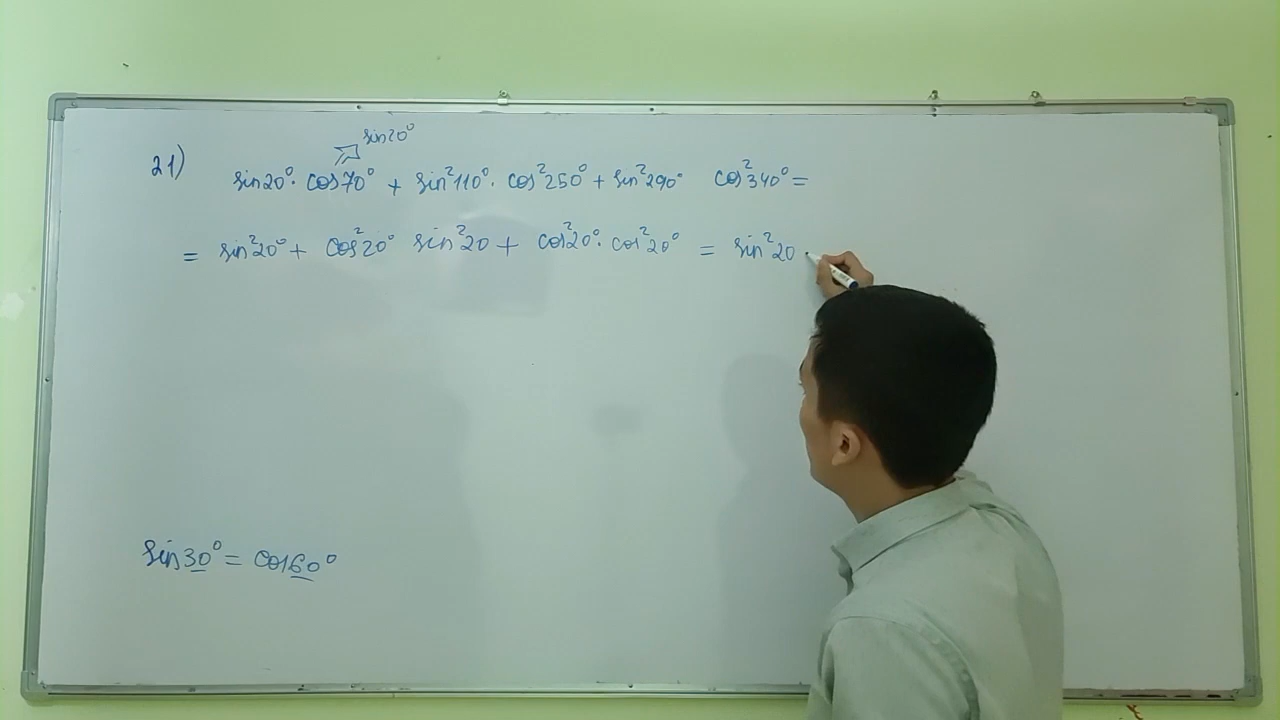 sin20°
21) sin20°. cos70° + sin²110°. cos²250° + sin²290° cos²340° =
= sin²20° + cos²20° sin²20 + cos²20°. cos²20° = sin²20
sin30° = cos60°